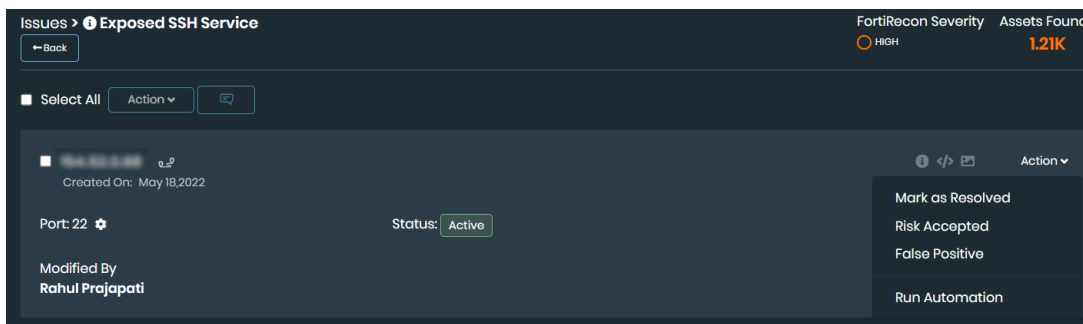 Issues > Exposed SSH Service
FortiRecon Severity Assets Found
←Back
HIGH 1.21K
Select All Action
Action
Created On: May 18,2022
Mark as Resolved
Port: 22 Status: Active
Risk Accepted
False Positive
Modified By
Rahul Prajapati
Run Automation